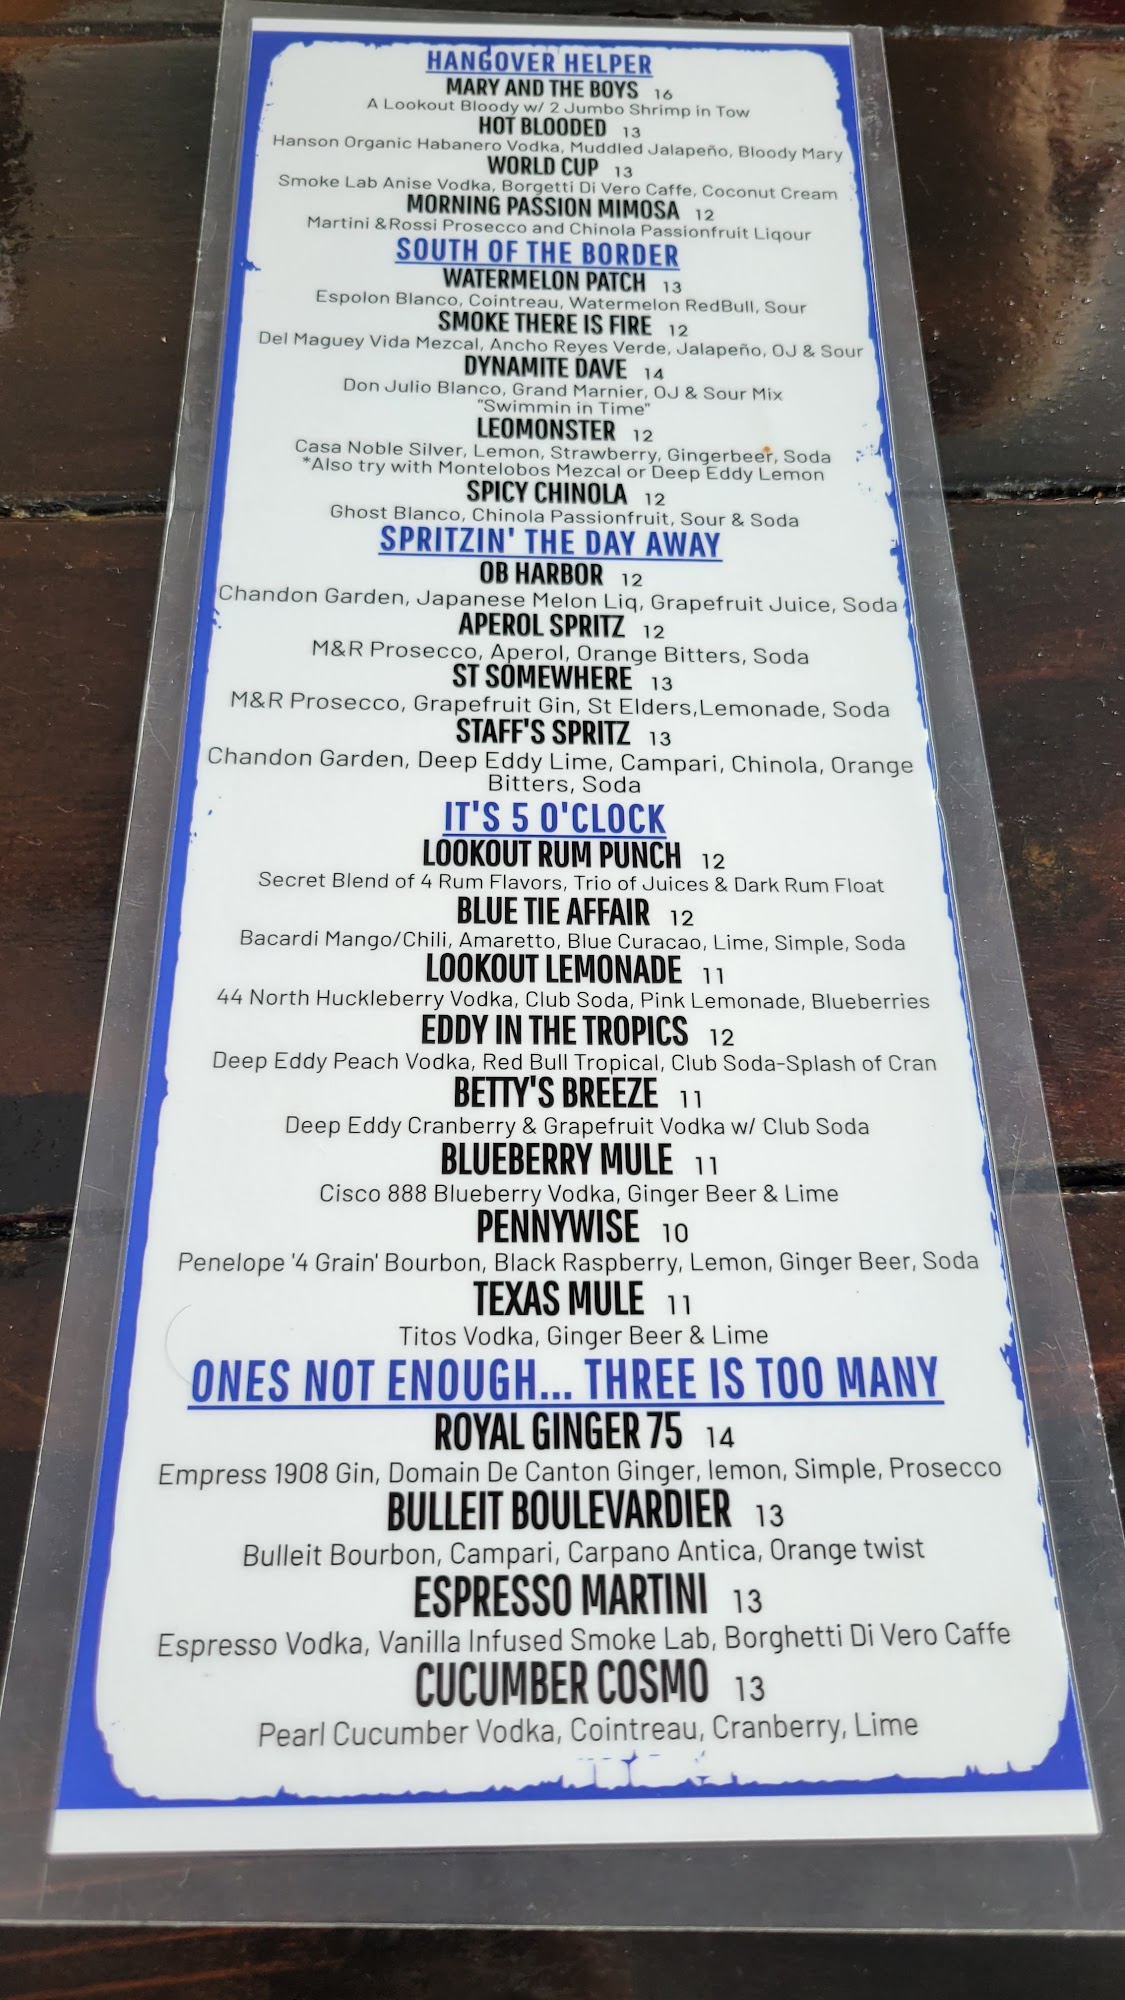 HANGOVER HELPER
MARY AND THE BOYS 16
A Lookout Bloody w/ 2 Jumbo Shrimp in Tow
HOT BLOODED 13
Hanson Organic Habanero Vodka, Muddled Jalapeño, Bloody Mary
WORLD CUP 13
Smoke Lab Anise Vodka, Borgetti Di Vero Caffe, Coconut Cream
MORNING PASSION MIMOSA 12
Martini &Rossi Prosecco and Chinola Passionfruit Liqour
SOUTH OF THE BORDER
WATERMELON PATCH 13
Espolon Blanco, Cointreau, Watermelon RedBull, Sour
SMOKE THERE IS FIRE 12
Del Maguey Vida Mezcal, Ancho Reyes Verde, Jalapeño, OJ & Sour
DYNAMITE DAVE 14
Don Julio Blanco, Grand Marnier, OJ & Sour Mix
"Swimmin in Time"
LEOMONSTER 12
Casa Noble Silver, Lemon, Strawberry, Gingerbeer, Soda
*Also try with Montelobos Mezcal or Deep Eddy Lemon
SPICY CHINOLA 12
Ghost Blanco, Chinola Passionfruit, Sour & Soda
SPRITZIN' THE DAY AWAY
OB HARBOR 12
Chandon Garden, Japanese Melon Liq, Grapefruit Juice, Soda
APEROL SPRITZ 12
M&R Prosecco, Aperol, Orange Bitters, Soda
ST SOMEWHERE 13
M&R Prosecco, Grapefruit Gin, St Elders,Lemonade, Soda
STAFF'S SPRITZ 13
Chandon Garden, Deep Eddy Lime, Campari, Chinola, Orange
Bitters, Soda
IT'S 5 O'CLOCK
LOOKOUT RUM PUNCH 12
Secret Blend of 4 Rum Flavors, Trio of Juices & Dark Rum Float
BLUE TIE AFFAIR 12
Bacardi Mango/Chili, Amaretto, Blue Curacao, Lime, Simple, Soda
LOOKOUT LEMONADE 11
44 North Huckleberry Vodka, Club Soda, Pink Lemonade, Blueberries
EDDY IN THE TROPICS 12
Deep Eddy Peach Vodka, Red Bull Tropical, Club Soda-Splash of Cran
BETTY'S BREEZE 11
Deep Eddy Cranberry & Grapefruit Vodka w/ Club Soda
BLUEBERRY MULE 11
Cisco 888 Blueberry Vodka, Ginger Beer & Lime
PENNYWISE 10
Penelope '4 Grain' Bourbon, Black Raspberry, Lemon, Ginger Beer, Soda
TEXAS MULE 11
Titos Vodka, Ginger Beer & Lime
ONES NOT ENOUGH... THREE IS TOO MANY
ROYAL GINGER 75 14
Empress 1908 Gin, Domain De Canton Ginger, lemon, Simple, Prosecco
BULLEIT BOULEVARDIER 13
Bulleit Bourbon, Campari, Carpano Antica, Orange twist
ESPRESSO MARTINI 13
Espresso Vodka, Vanilla Infused Smoke Lab, Borghetti Di Vero Caffe
CUCUMBER COSMO 13
Pearl Cucumber Vodka, Cointreau, Cranberry, Lime